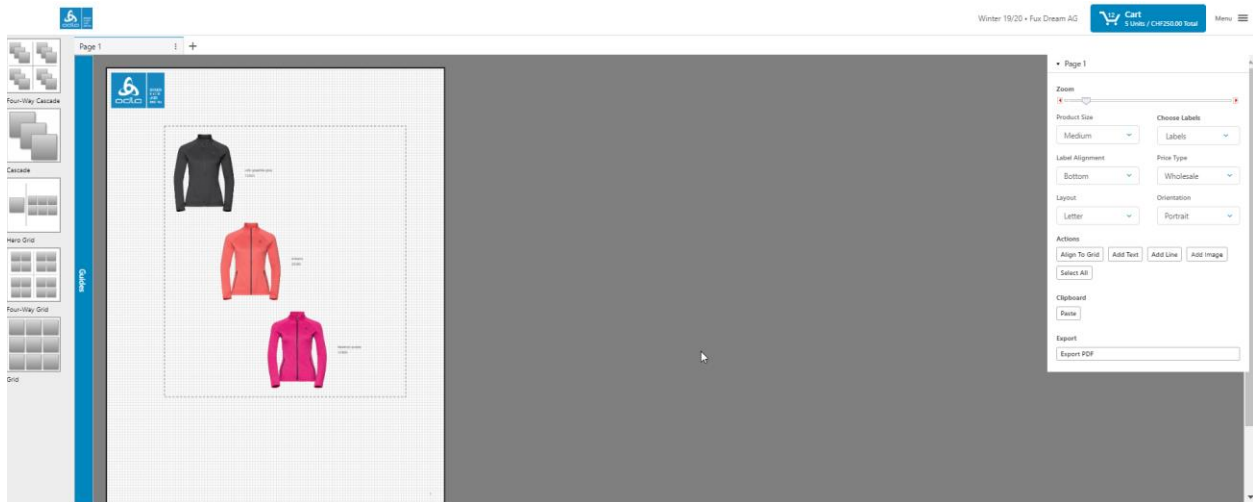 odlo
Winter 19/20 • Fux Dream AG
12
Cart
5 Units / CHF250.00 Total
Menu
Page 1
+
Four-Way Cascade
Cascade
Hero Grid
Four-Way Grid
Grid
Guides
odlo
Page 1
Zoom
Product Size
Choose Labels
Medium
Labels
Label Alignment
Price Type
Bottom
Wholesale
Layout
Orientation
Letter
Portrait
Actions
Align To Grid
Add Text
Add Line
Add Image
Select All
Clipboard
Paste
Export
Export PDF